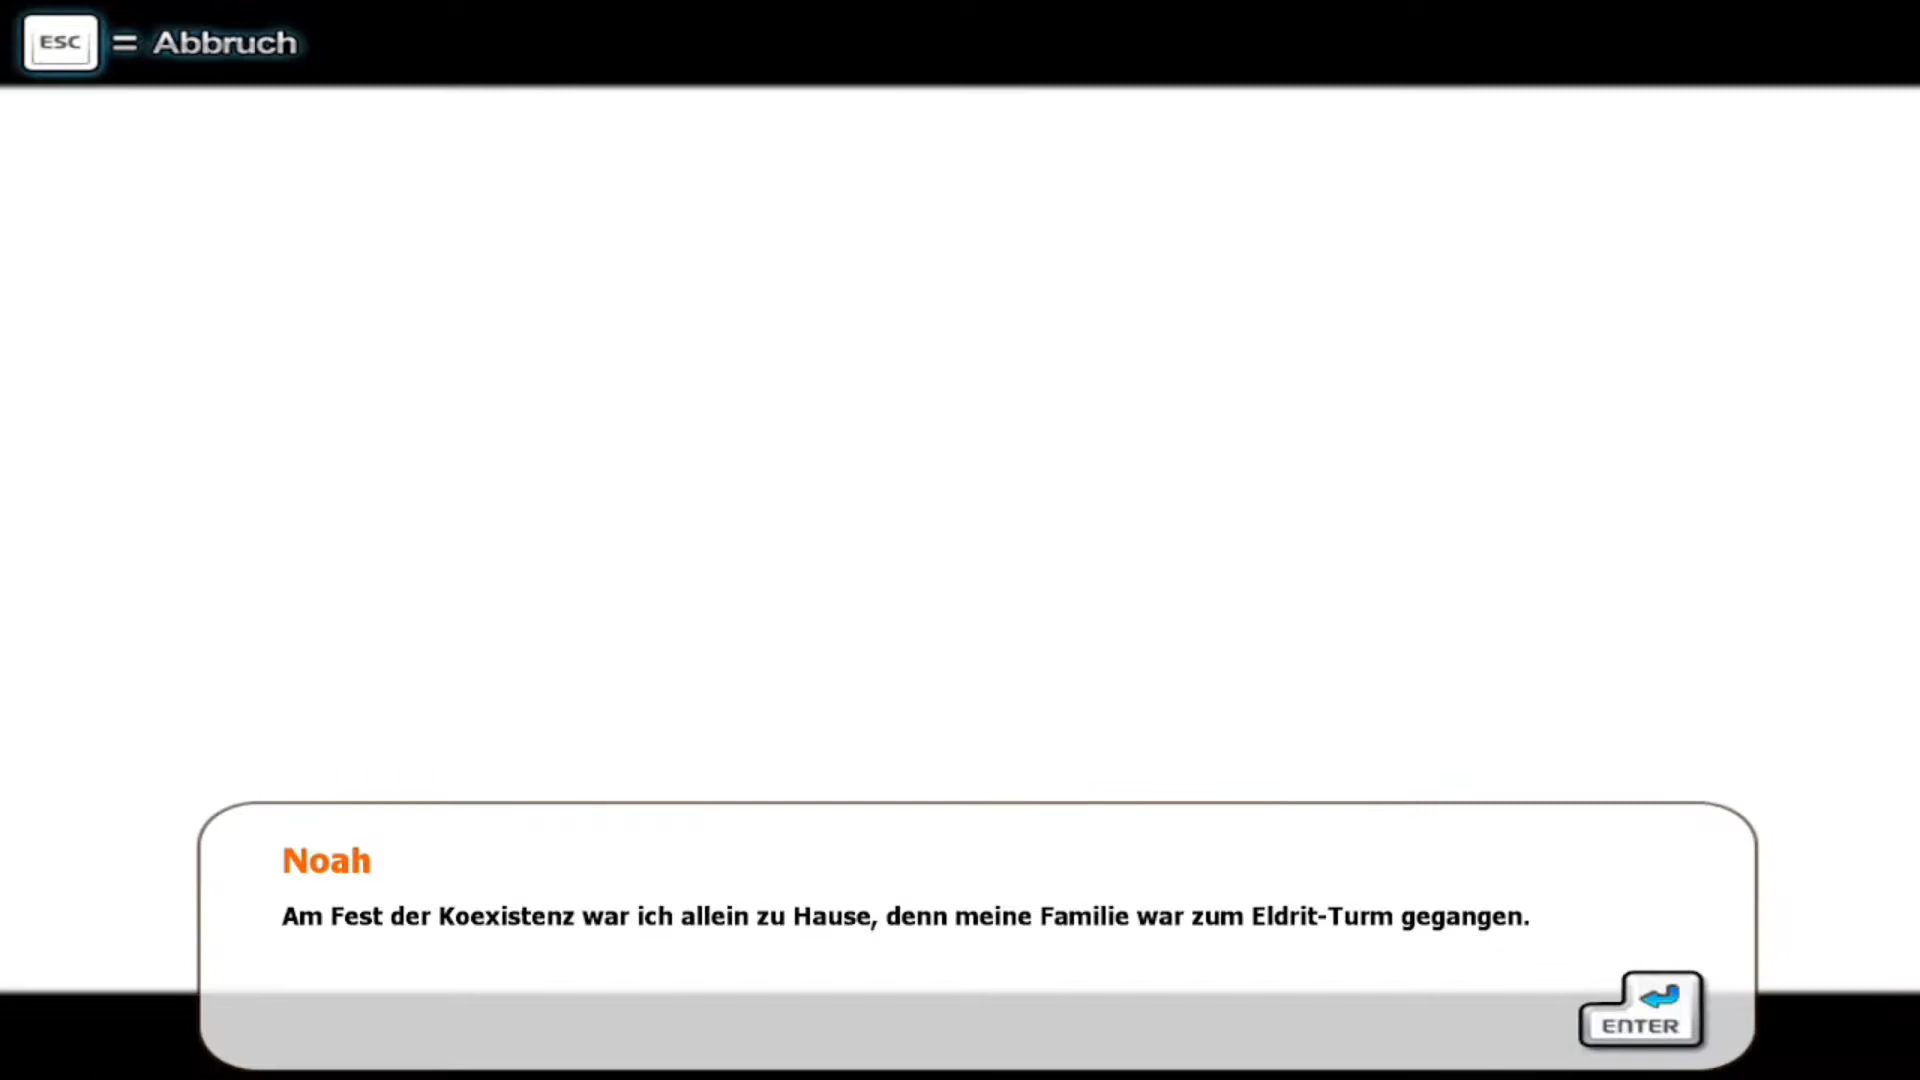 ESC = Abbruch
Noah
Am Fest der Koexistenz war ich allein zu Hause, denn meine Familie war zum Eldrit-Turm gegangen.
ENTER